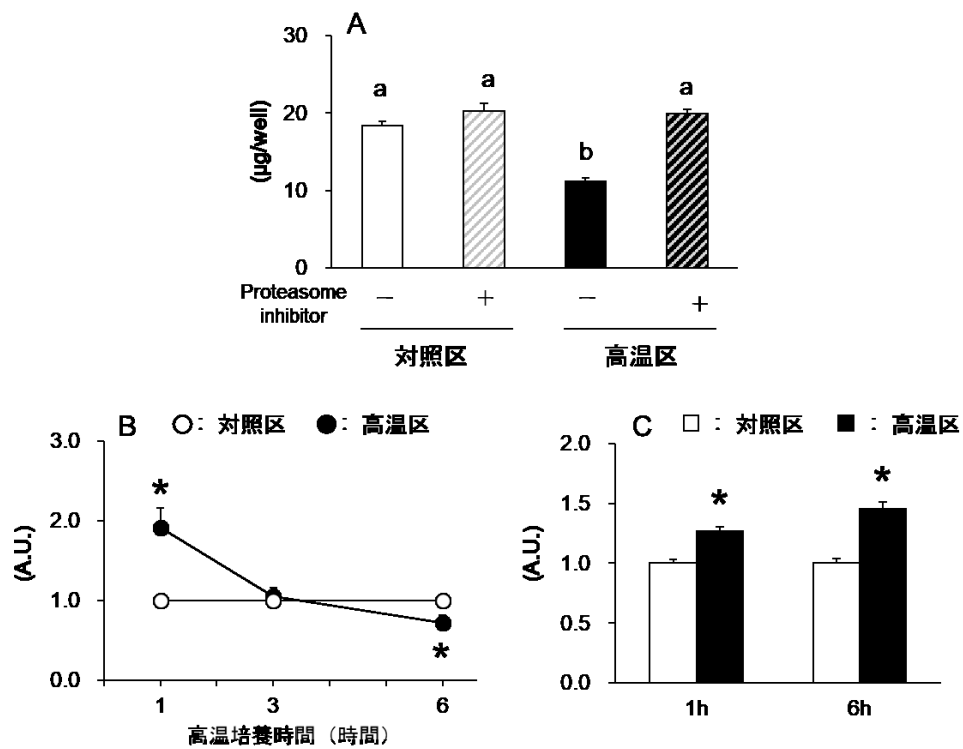 A
30
20
10
0
(µg/well)
a
a
b
a
Proteasome
inhibitor
− + − +
対照区 高温区
B ○: 対照区 ●: 高温区
3.0
2.0
1.0
0.0
(A.U.)
*
*
1 3 6
高温培養時間（時間）
C □ : 対照区 ■ : 高温区
2.0
1.5
1.0
0.5
0.0
(A.U.)
*
*
1h 6h